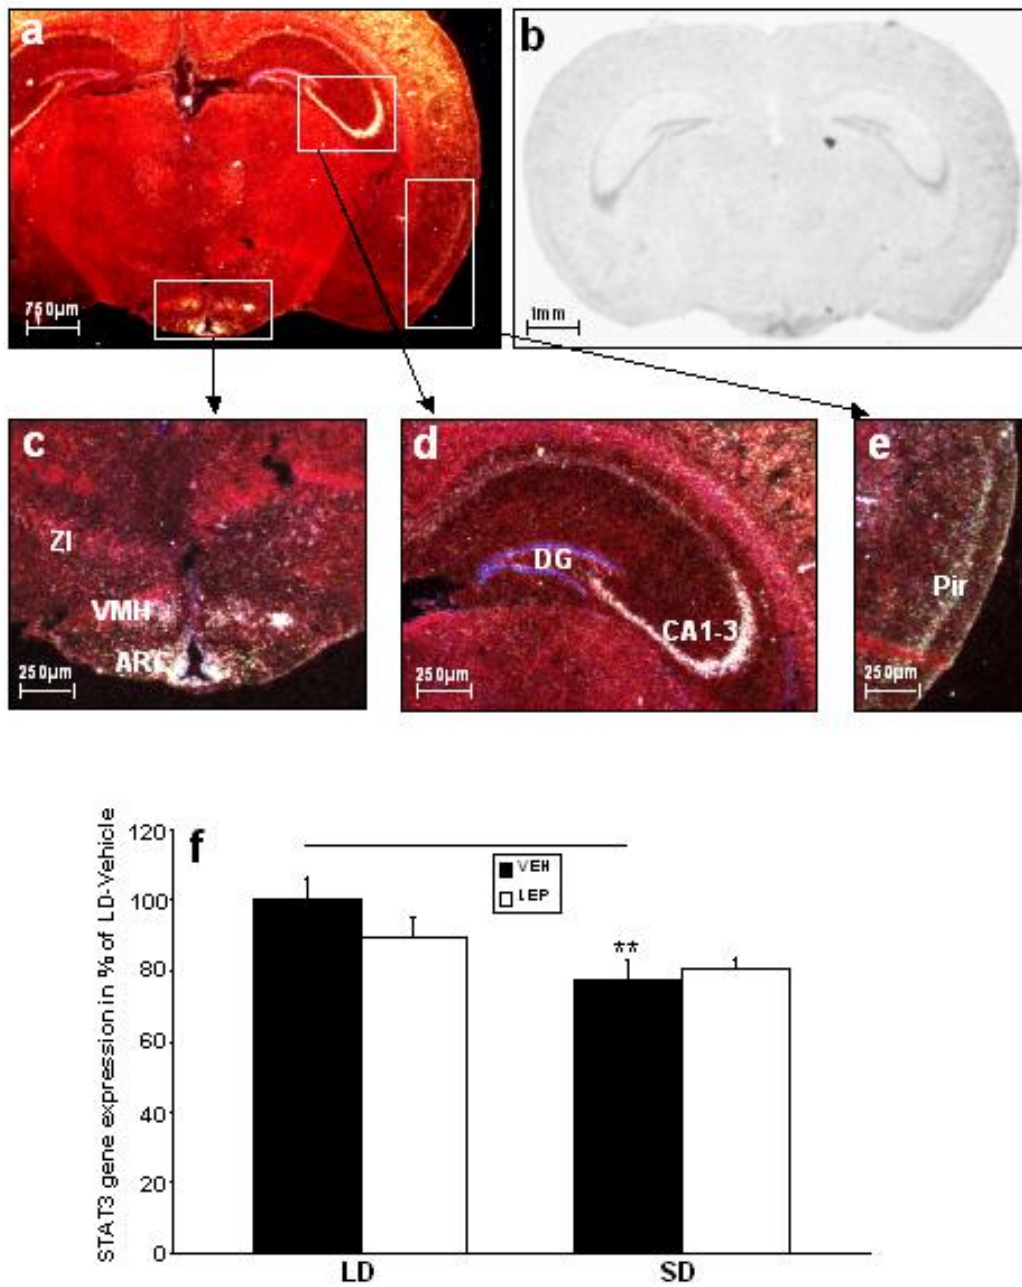 a
b
750µm
1mm
c
d
e
ZI
VMH
ARC
DG
CA1-3
Pir
250µm
250µm
250µm
f
STAT3 gene expression in % of LD-Vehicle
120
100
80
60
40
20
0
VEH
LEP
**
LD
SD